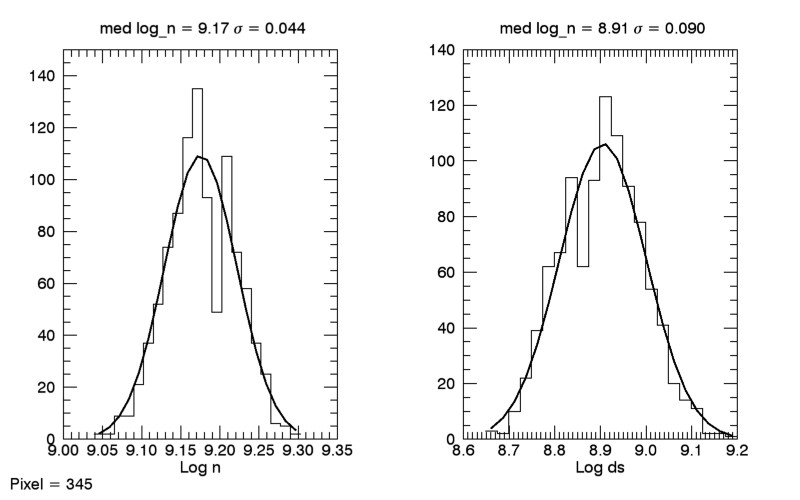 med log_n = 9.17 σ = 0.044
140
120
100
80
60
40
20
0
9.00 9.05 9.10 9.15 9.20 9.25 9.30 9.35
Log n
med log_n = 8.91 σ = 0.090
140
120
100
80
60
40
20
0
8.6 8.7 8.8 8.9 9.0 9.1 9.2
Log ds
Pixel = 345